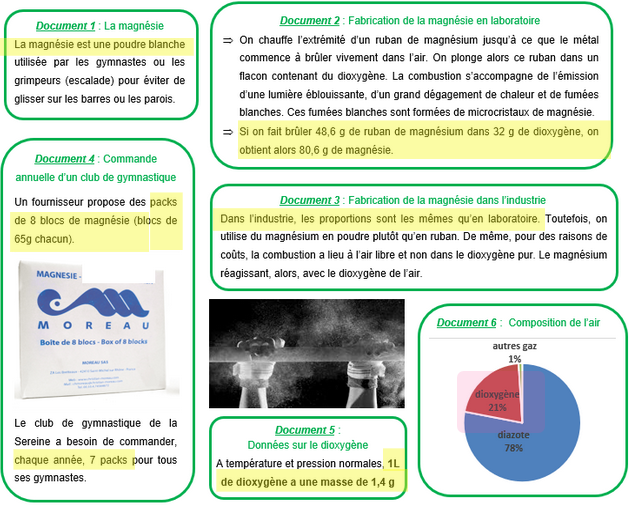 Document 1 : La magnésie
La magnésie est une poudre blanche
utilisée par les gymnastes ou les
grimpeurs (escalade) pour éviter de
glisser sur les barres ou les parois.
Document 2 : Fabrication de la magnésie en laboratoire
⇒ On chauffe l'extrémité d'un ruban de magnésium jusqu'à ce que le métal
commence à brûler vivement dans l'air. On plonge alors ce ruban dans un
flacon contenant du dioxygène. La combustion s'accompagne de l'émission
d'une lumière éblouissante, d'un grand dégagement de chaleur et de fumées
blanches. Ces fumées blanches sont formées de microcristaux de magnésie.
⇒ Si on fait brûler 48,6 g de ruban de magnésium dans 32 g de dioxygène, on
obtient alors 80,6 g de magnésie.
Document 4 : Commande
annuelle d'un club de gymnastique
Un fournisseur propose des packs
de 8 blocs de magnésie (blocs de
65g chacun).
MAGNESIE -
MOREAU
Boîte de 8 blocs - Box of 8 blocks
MOREAU SAS
Le club de gymnastique de la
Sereine a besoin de commander,
chaque année, 7 packs pour tous
ses gymnastes.
Document 3 : Fabrication de la magnésie dans l'industrie
Dans l'industrie, les proportions sont les mêmes qu'en laboratoire. Toutefois, on
utilise du magnésium en poudre plutôt qu'en ruban. De même, pour des raisons de
coûts, la combustion a lieu à l'air libre et non dans le dioxygène pur. Le magnésium
réagissant, alors, avec le dioxygène de l'air.
Document 5 :
Données sur le dioxygène
A température et pression normales, 1L
de dioxygène a une masse de 1,4 g
Document 6 : Composition de l'air
autres gaz
1%
dioxygène
21%
diazote
78%